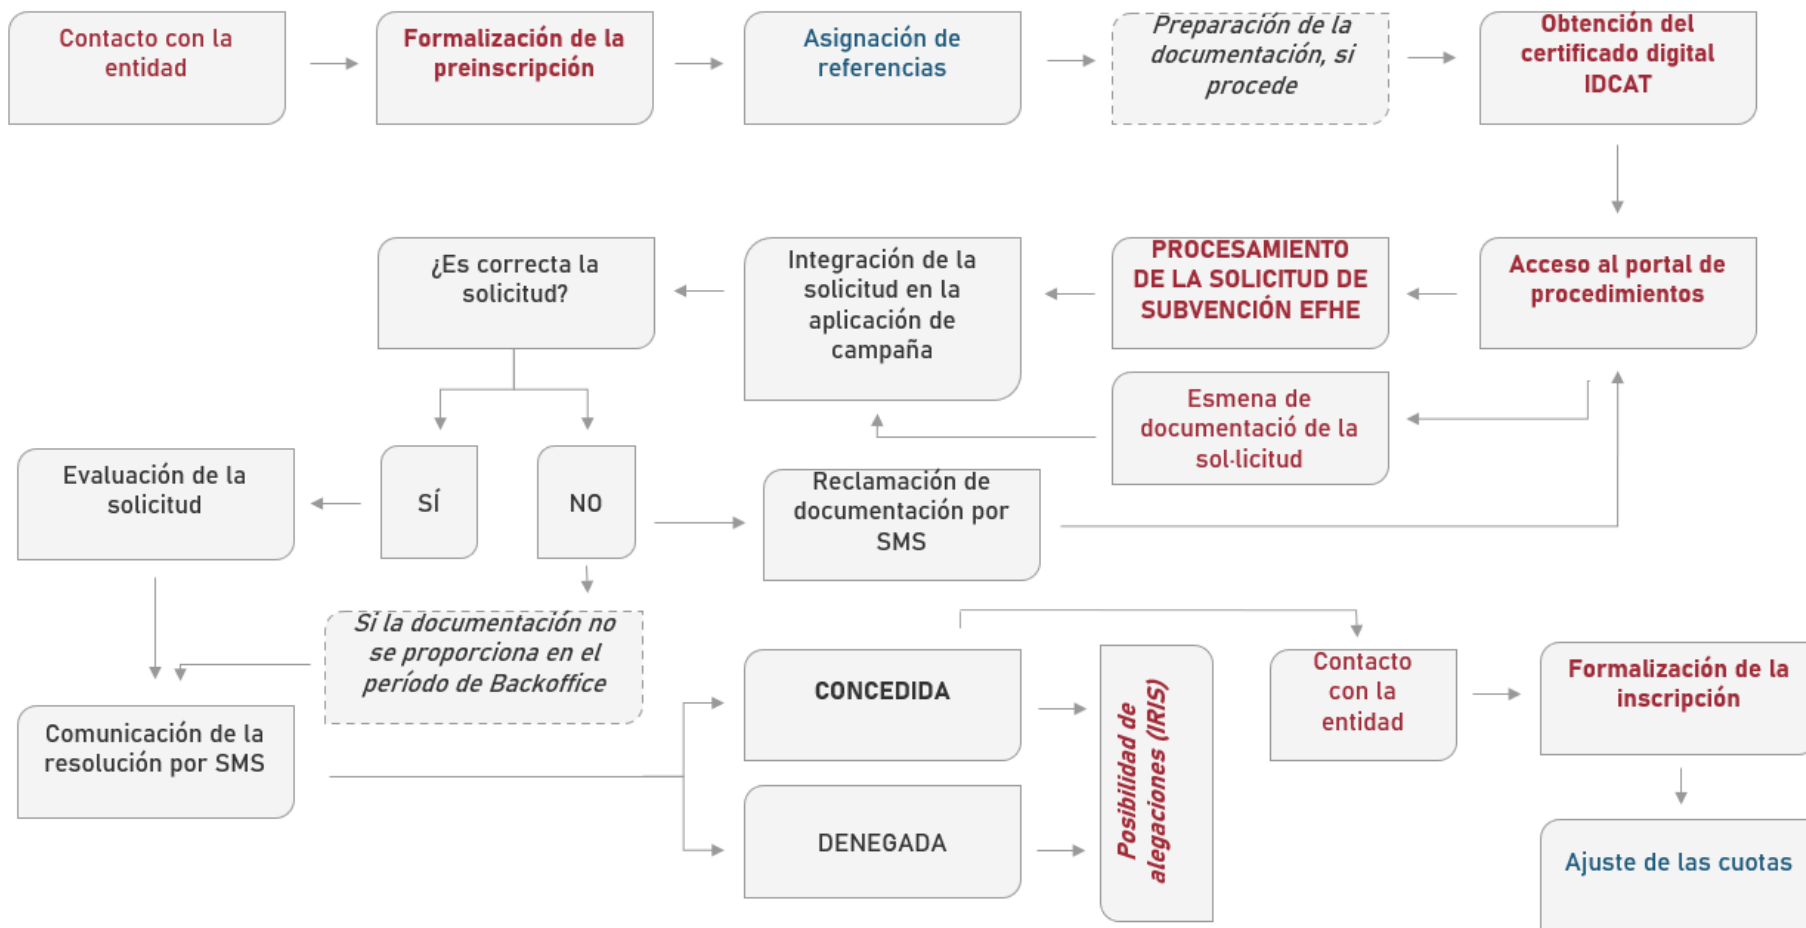 Contacto con la
entidad
Formalización de la
preinscripción
Asignación de
referencias
Preparación de la
documentación, si
procede
Obtención del
certificado digital
IDCAT
¿Es correcta la
solicitud?
Integración de la
solicitud en la
aplicación de
campaña
PROCESAMIENTO
DE LA SOLICITUD DE
SUBVENCIÓN EFHE
Acceso al portal de
procedimientos
Esmena de
documentació de la
sol·licitud
Evaluación de la
solicitud
SÍ
NO
Reclamación de
documentación por
SMS
Si la documentación no
se proporciona en el
período de Backoffice
Comunicación de la
resolución por SMS
CONCEDIDA
DENEGADA
Posibilidad de
alegaciones (IRIS)
Contacto
con la
entidad
Formalización de la
inscripción
Ajuste de las cuotas